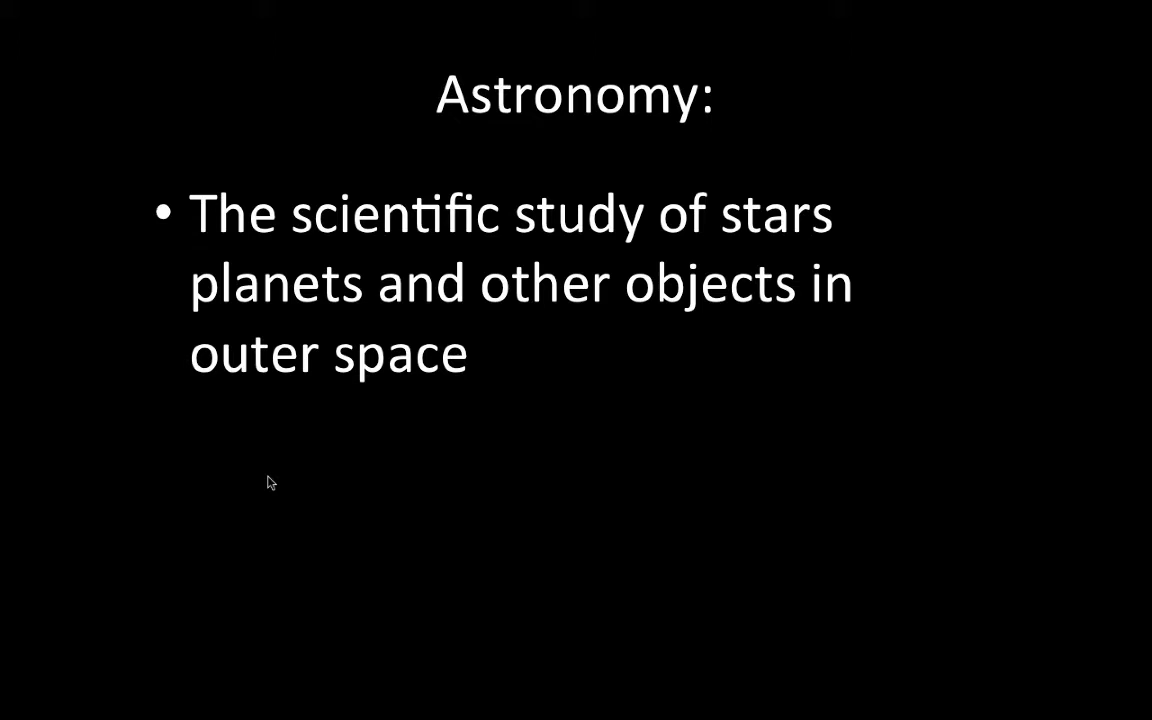 Astronomy:
• The scientific study of stars
planets and other objects in
outer space